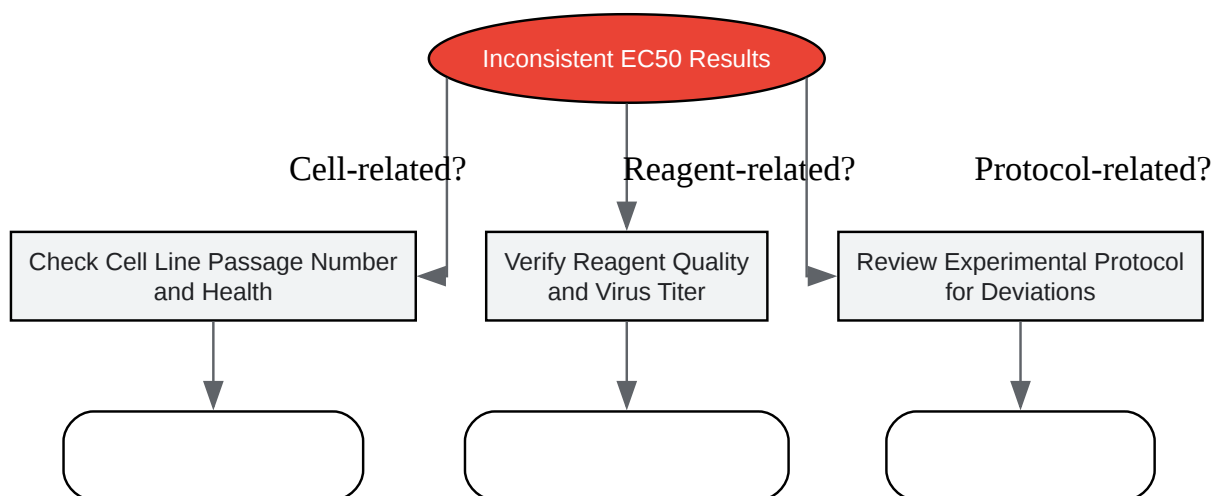 Inconsistent EC50 Results
Cell-related?
Reagent-related?
Protocol-related?
Check Cell Line Passage Number
and Health
Verify Reagent Quality
and Virus Titer
Review Experimental Protocol
for Deviations